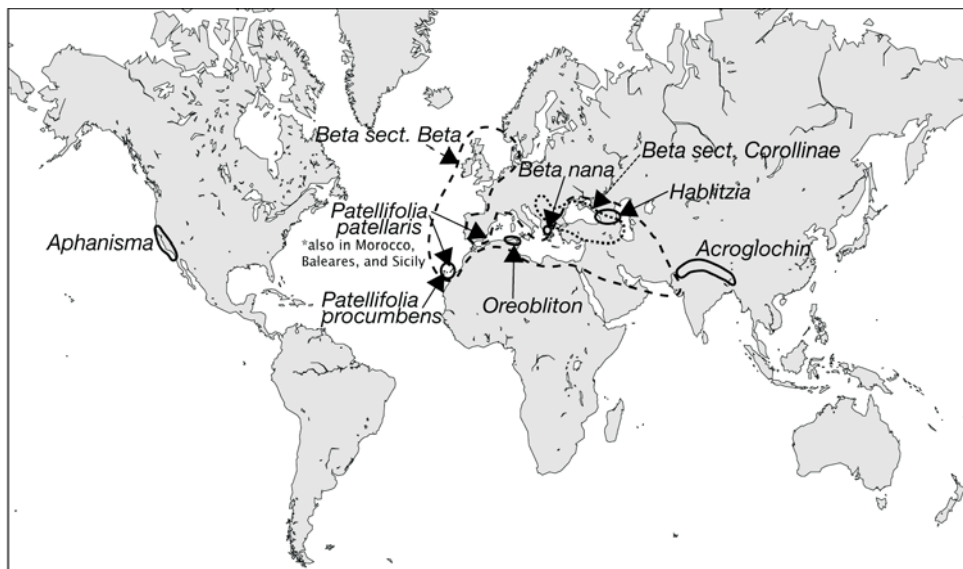 Beta sect. Beta
Beta sect. Corollinae
Beta nana
Hablitzia
Patellifolia
patellaris
*also in Morocco,
Baleares, and Sicily
Aphanisma
Acroglochin
Patellifolia
procumbens
Oreobliton